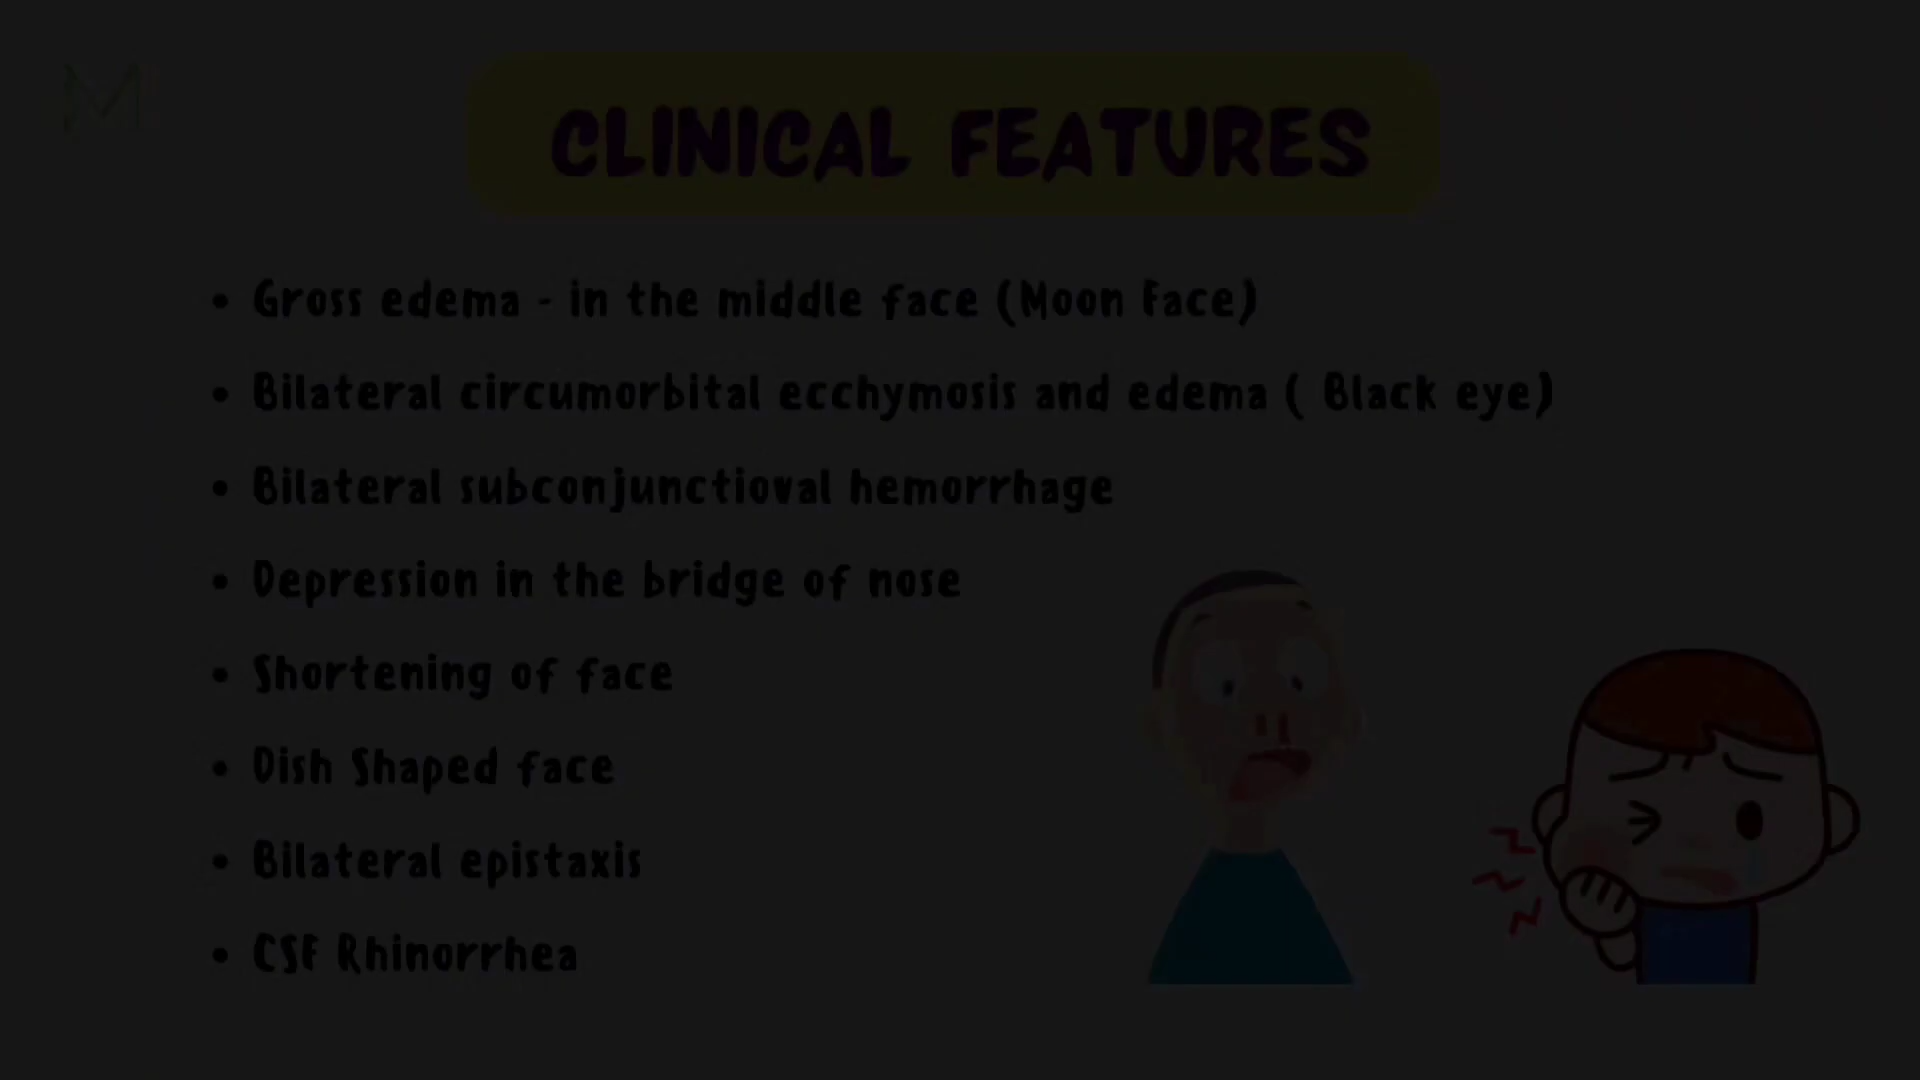 M
CLINICAL FEATURES
• Gross edema - in the middle face (Moon Face)
• Bilateral circumorbital ecchymosis and edema ( Black eye)
• Bilateral subconjunctioval hemorrhage
• Depression in the bridge of nose
• Shortening of face
• Dish Shaped face
• Bilateral epistaxis
• CSF Rhinorrhea